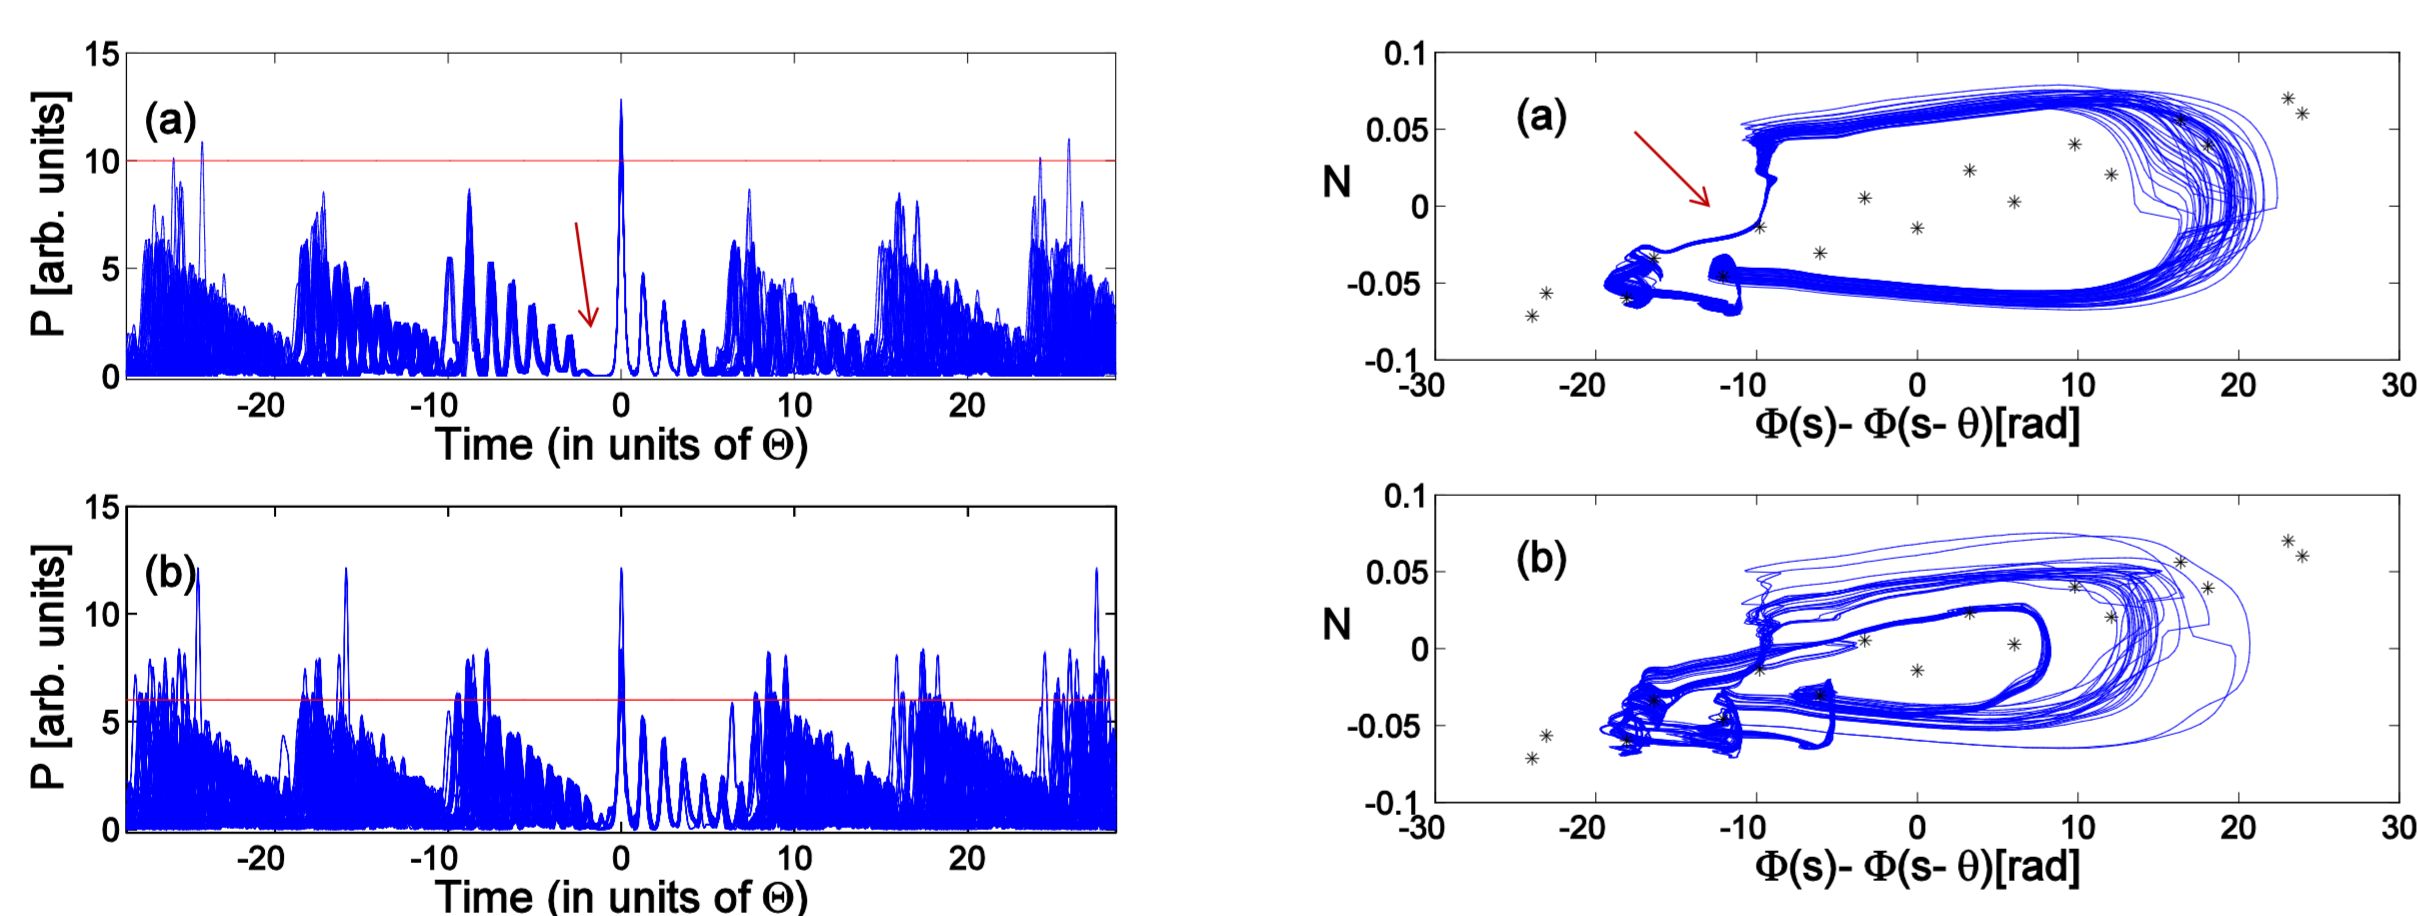 15
10
5
0
P [arb. units]
(a)
-20 -10 0 10 20
Time (in units of Θ)
0.1
0.05
0
-0.05
-0.1
N
(a)
-30 -20 -10 0 10 20 30
Φ(s)- Φ(s- θ)[rad]
15
10
5
0
P [arb. units]
(b)
-20 -10 0 10 20
Time (in units of Θ)
0.1
0.05
0
-0.05
-0.1
N
(b)
-30 -20 -10 0 10 20 30
Φ(s)- Φ(s- θ)[rad]